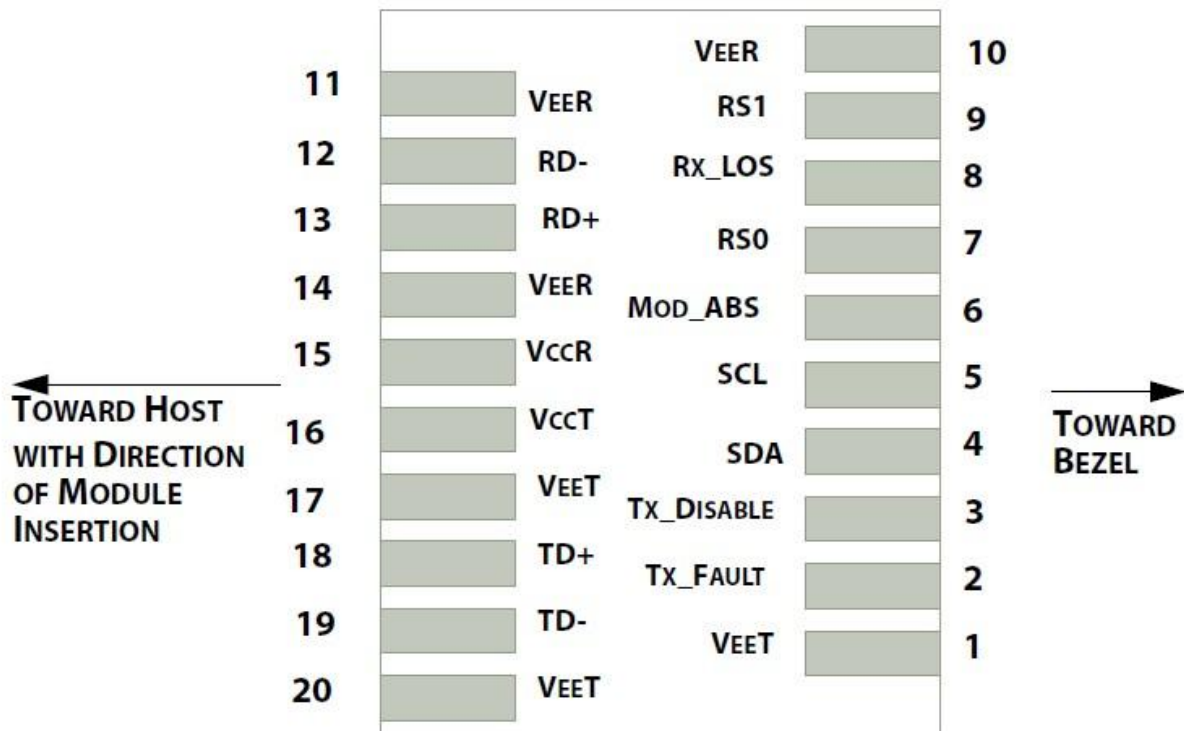 11 VEER
12 RD-
13 RD+
14 VEER
15 VCCR
16 VCCT
17 VEET
18 TD+
19 TD-
20 VEET
VEER 10
RS1 9
RX_LOS 8
RS0 7
MOD_ABS 6
SCL 5
SDA 4
TX_DISABLE 3
TX_FAULT 2
VEET 1
TOWARD HOST
WITH DIRECTION
OF MODULE
INSERTION
TOWARD
BEZEL